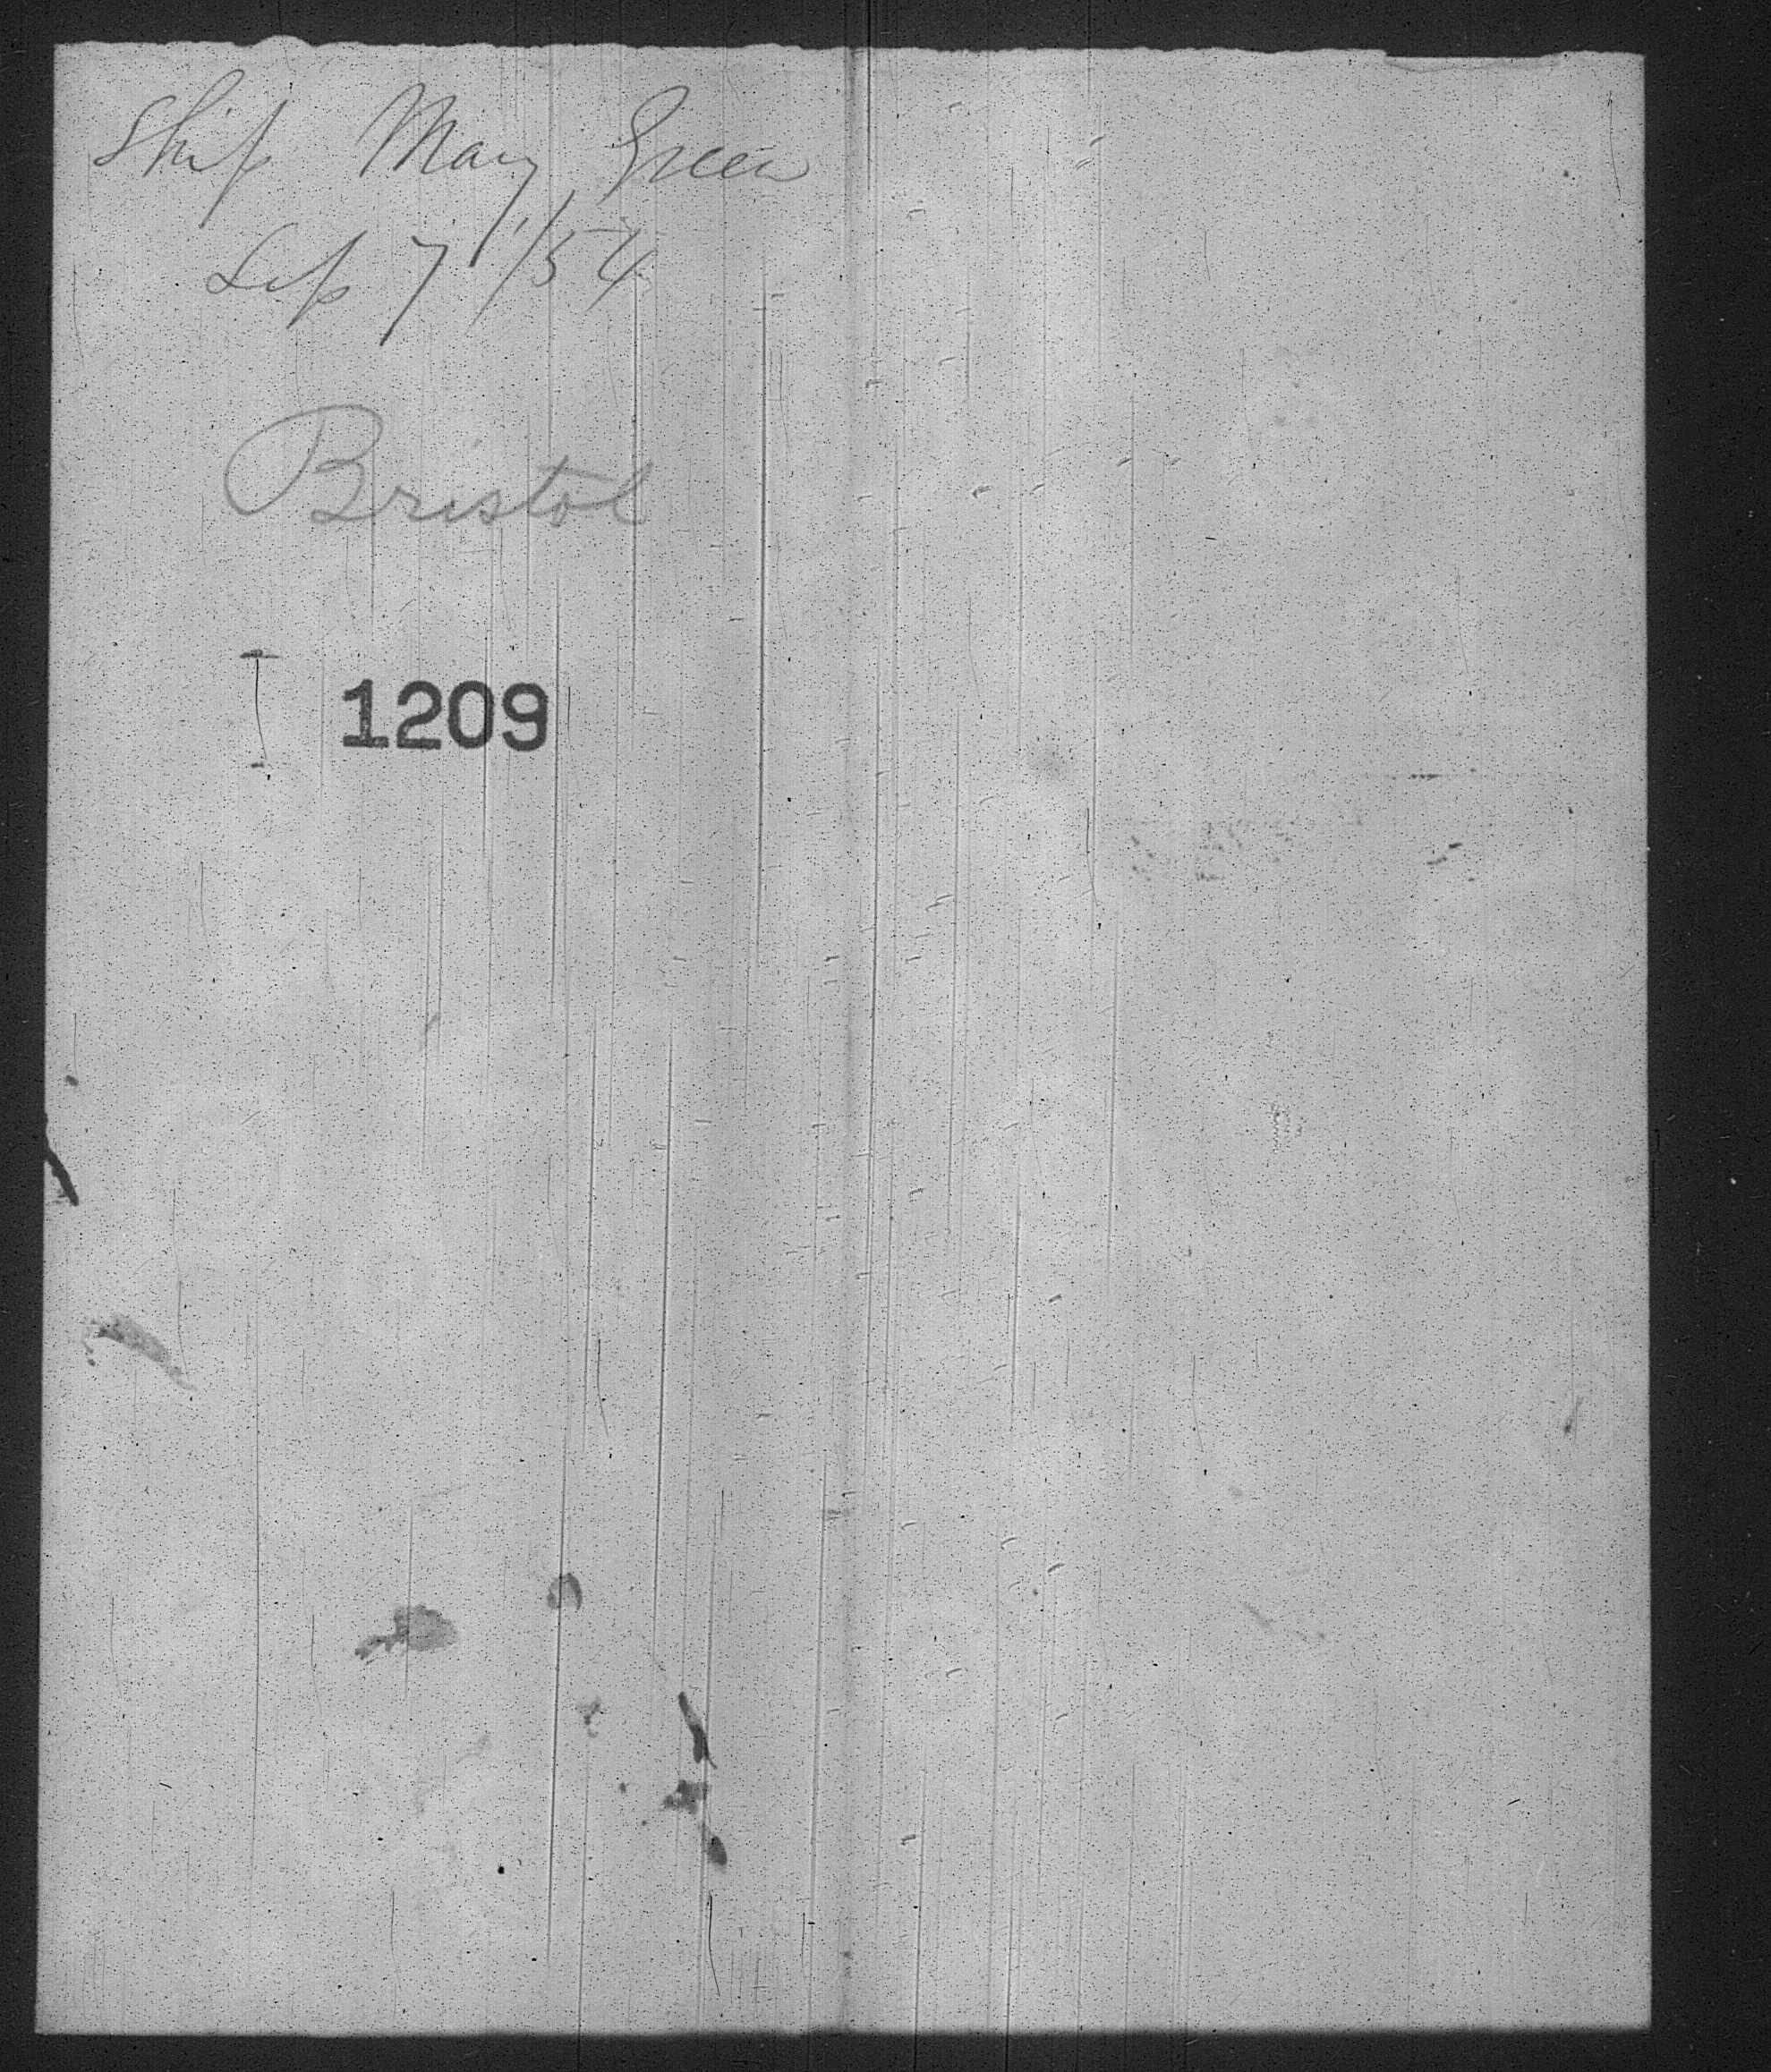 Ship Mary Green
Sep 7 /54
Bristol
1209